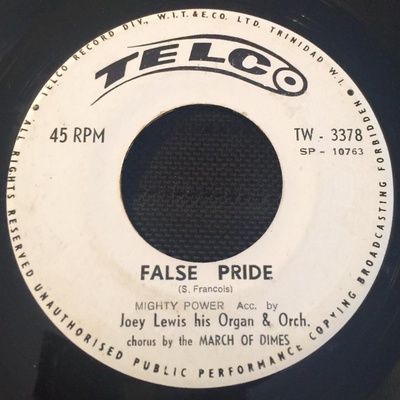 TELCO RECORD DIV., W.I.T. & E.CO. LTD. TRINIDAD W.I.
TELCO
45 RPM
TW - 3378
SP - 10763
FALSE PRIDE
(S. Francois)
MIGHTY POWER Acc. by
Joey Lewis his Organ & Orch.
chorus by the MARCH OF DIMES
ALL RIGHTS RESERVED UNAUTHORISED PUBLIC PERFORMANCE COPYING BROADCASTING FORBIDDEN